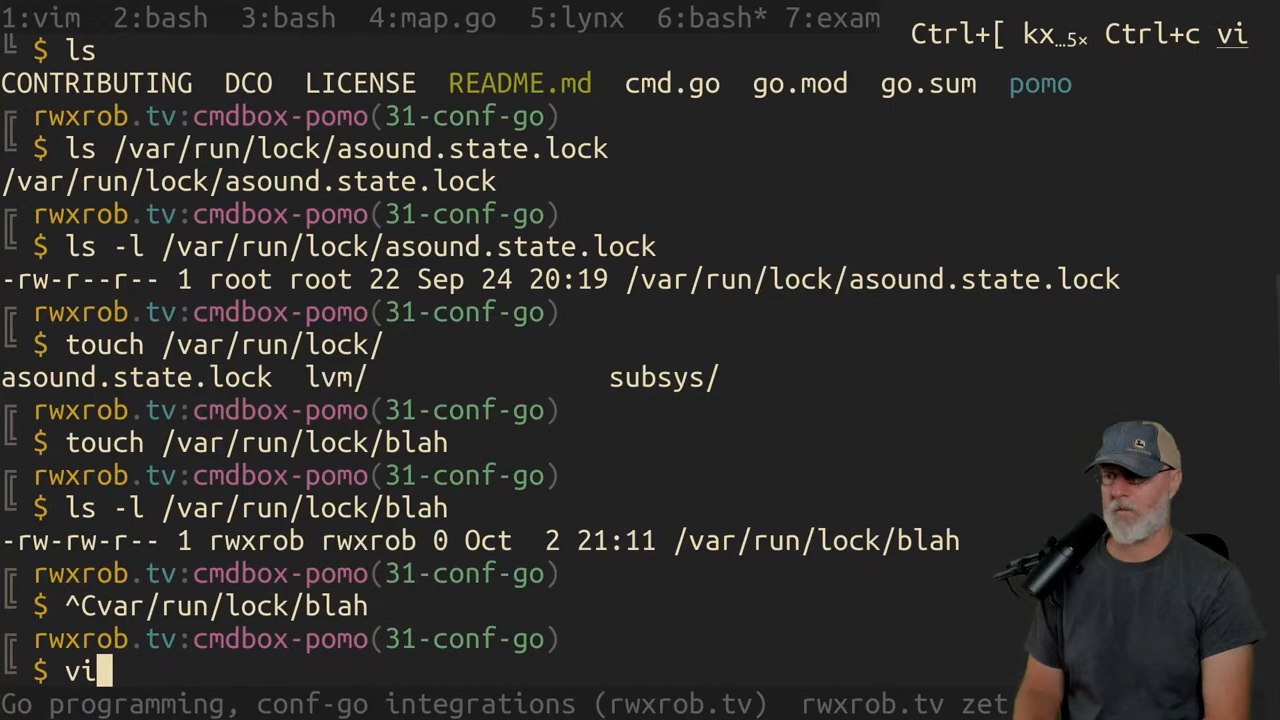 1:vim 2:bash 3:bash 4:map.go 5:lynx 6:bash* 7:exam
Ctrl+[ kx…5× Ctrl+c vi
$ ls
CONTRIBUTING DCO LICENSE README.md cmd.go go.mod go.sum pomo
rwxrob.tv:cmdbox-pomo(31-conf-go)
$ ls /var/run/lock/asound.state.lock
/var/run/lock/asound.state.lock
rwxrob.tv:cmdbox-pomo(31-conf-go)
$ ls -l /var/run/lock/asound.state.lock
-rw-r--r-- 1 root root 22 Sep 24 20:19 /var/run/lock/asound.state.lock
rwxrob.tv:cmdbox-pomo(31-conf-go)
$ touch /var/run/lock/
asound.state.lock lvm/ subsys/
rwxrob.tv:cmdbox-pomo(31-conf-go)
$ touch /var/run/lock/blah
rwxrob.tv:cmdbox-pomo(31-conf-go)
$ ls -l /var/run/lock/blah
-rw-rw-r-- 1 rwxrob rwxrob 0 Oct  2 21:11 /var/run/lock/blah
rwxrob.tv:cmdbox-pomo(31-conf-go)
$ ^Cvar/run/lock/blah
rwxrob.tv:cmdbox-pomo(31-conf-go)
$ vi
Go programming, conf-go integrations (rwxrob.tv) rwxrob.tv zet